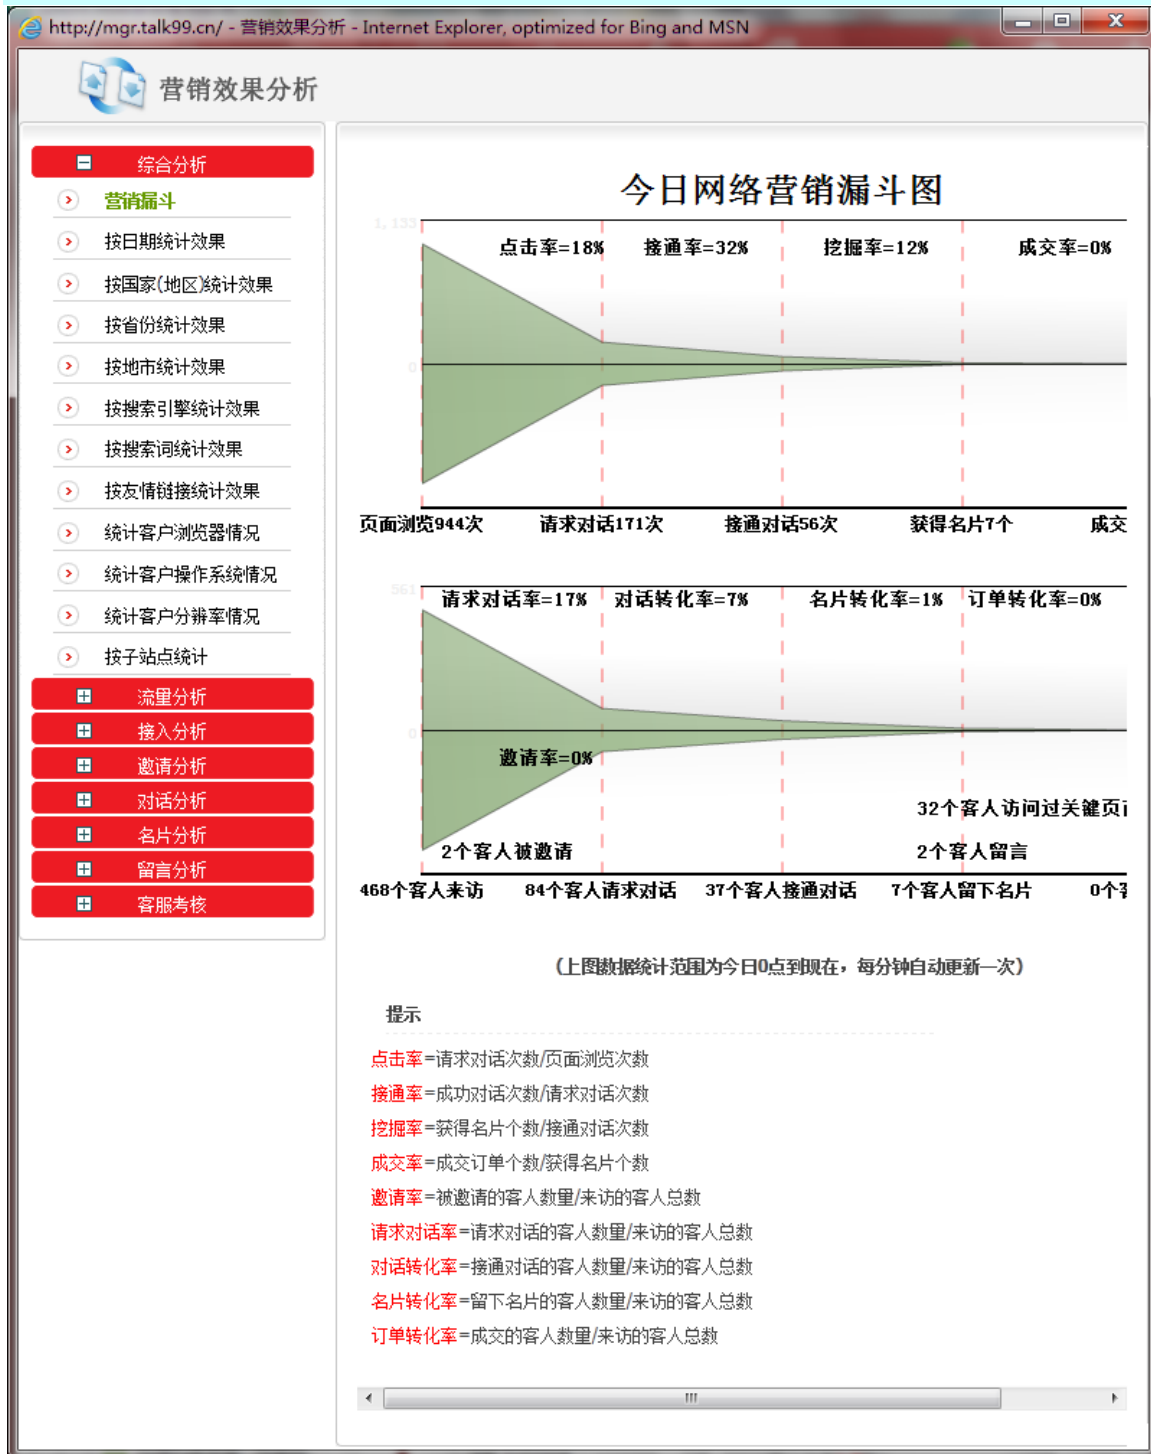 http://mgr.talk99.cn/ - 营销效果分析 - Internet Explorer, optimized for Bing and MSN
营销效果分析
综合分析
营销漏斗
按日期统计效果
按国家(地区)统计效果
按省份统计效果
按地市统计效果
按搜索引擎统计效果
按搜索词统计效果
按友情链接统计效果
统计客户浏览器情况
统计客户操作系统情况
统计客户分辨率情况
按子站点统计
流量分析
接入分析
邀请分析
对话分析
名片分析
留言分析
客服考核
今日网络营销漏斗图
1,133
点击率=18% 接通率=32% 挖掘率=12% 成交率=0%
0
页面浏览944次 请求对话171次 接通对话56次 获得名片7个 成交
561
请求对话率=17% 对话转化率=7% 名片转化率=1% 订单转化率=0%
0
邀请率=0%
32个客人访问过关键页
2个客人被邀请 2个客人留言
468个客人来访 84个客人请求对话 37个客人接通对话 7个客人留下名片 0个
(上图数据统计范围为今日0点到现在，每分钟自动更新一次)
提示
点击率=请求对话次数/页面浏览次数
接通率=成功对话次数/请求对话次数
挖掘率=获得名片个数/接通对话次数
成交率=成交订单个数/获得名片个数
邀请率=被邀请的客人数量/来访的客人总数
请求对话率=请求对话的客人数量/来访的客人总数
对话转化率=接通对话的客人数量/来访的客人总数
名片转化率=留下名片的客人数量/来访的客人总数
订单转化率=成交的客人数量/来访的客人总数